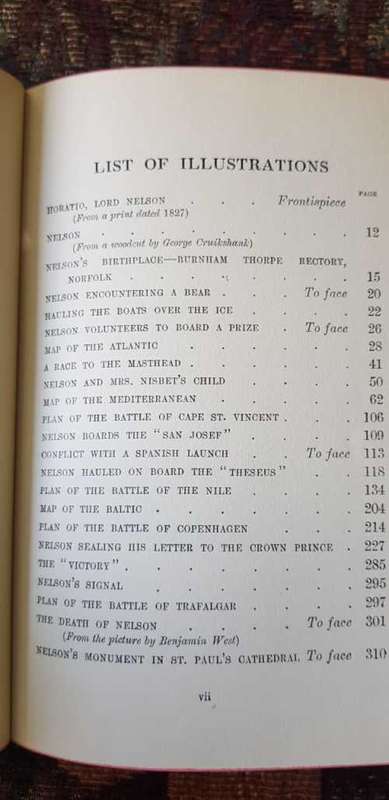 LIST OF ILLUSTRATIONS
PAGE
HORATIO, LORD NELSON . . . Frontispiece
(From a print dated 1827)
NELSON . . . . . . . . . 12
(From a woodcut by George Cruikshank)
NELSON'S BIRTHPLACE—BURNHAM THORPE RECTORY,
NORFOLK . . . . . . . 15
NELSON ENCOUNTERING A BEAR . . . To face 20
HAULING THE BOATS OVER THE ICE . . . . 22
NELSON VOLUNTEERS TO BOARD A PRIZE . To face 26
MAP OF THE ATLANTIC . . . . . 28
A RACE TO THE MASTHEAD . . . . . 41
NELSON AND MRS. NISBET'S CHILD . . . . 50
MAP OF THE MEDITERRANEAN . . . . 62
PLAN OF THE BATTLE OF CAPE ST. VINCENT . . . 106
NELSON BOARDS THE "SAN JOSEF" . . . . 109
CONFLICT WITH A SPANISH LAUNCH . . To face 113
NELSON HAULED ON BOARD THE "THESEUS" . . 118
PLAN OF THE BATTLE OF THE NILE . . . . 134
MAP OF THE BALTIC . . . . . . 204
PLAN OF THE BATTLE OF COPENHAGEN . . . 214
NELSON SEALING HIS LETTER TO THE CROWN PRINCE . 227
THE "VICTORY" . . . . . . . 285
NELSON'S SIGNAL . . . . . . 295
PLAN OF THE BATTLE OF TRAFALGAR . . . . 297
THE DEATH OF NELSON . . . . To face 301
(From the picture by Benjamin West)
NELSON'S MONUMENT IN ST. PAUL'S CATHEDRAL To face 310
vii